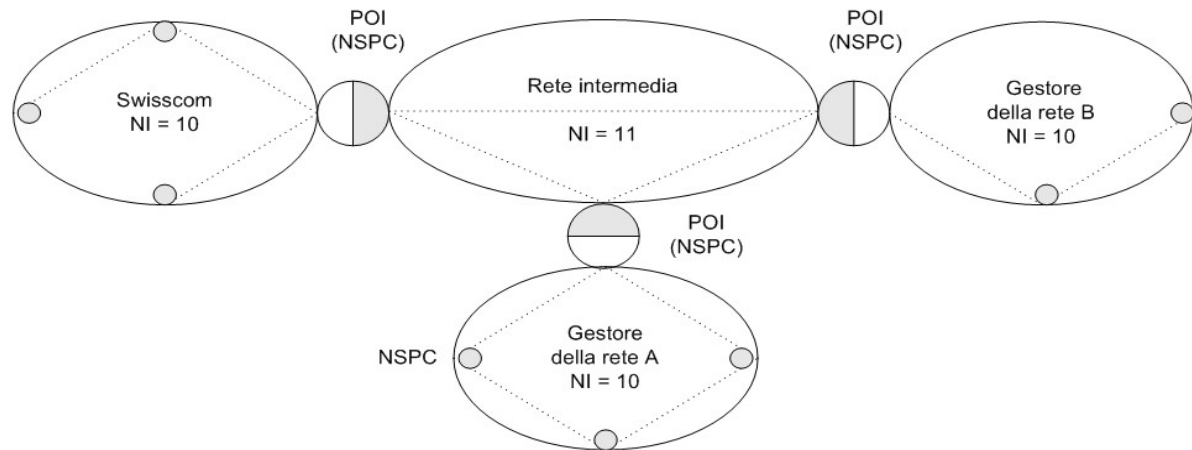 POI
(NSPC)
POI
(NSPC)
Swisscom
NI = 10
Rete intermedia
NI = 11
Gestore
della rete B
NI = 10
POI
(NSPC)
NSPC
Gestore
della rete A
NI = 10